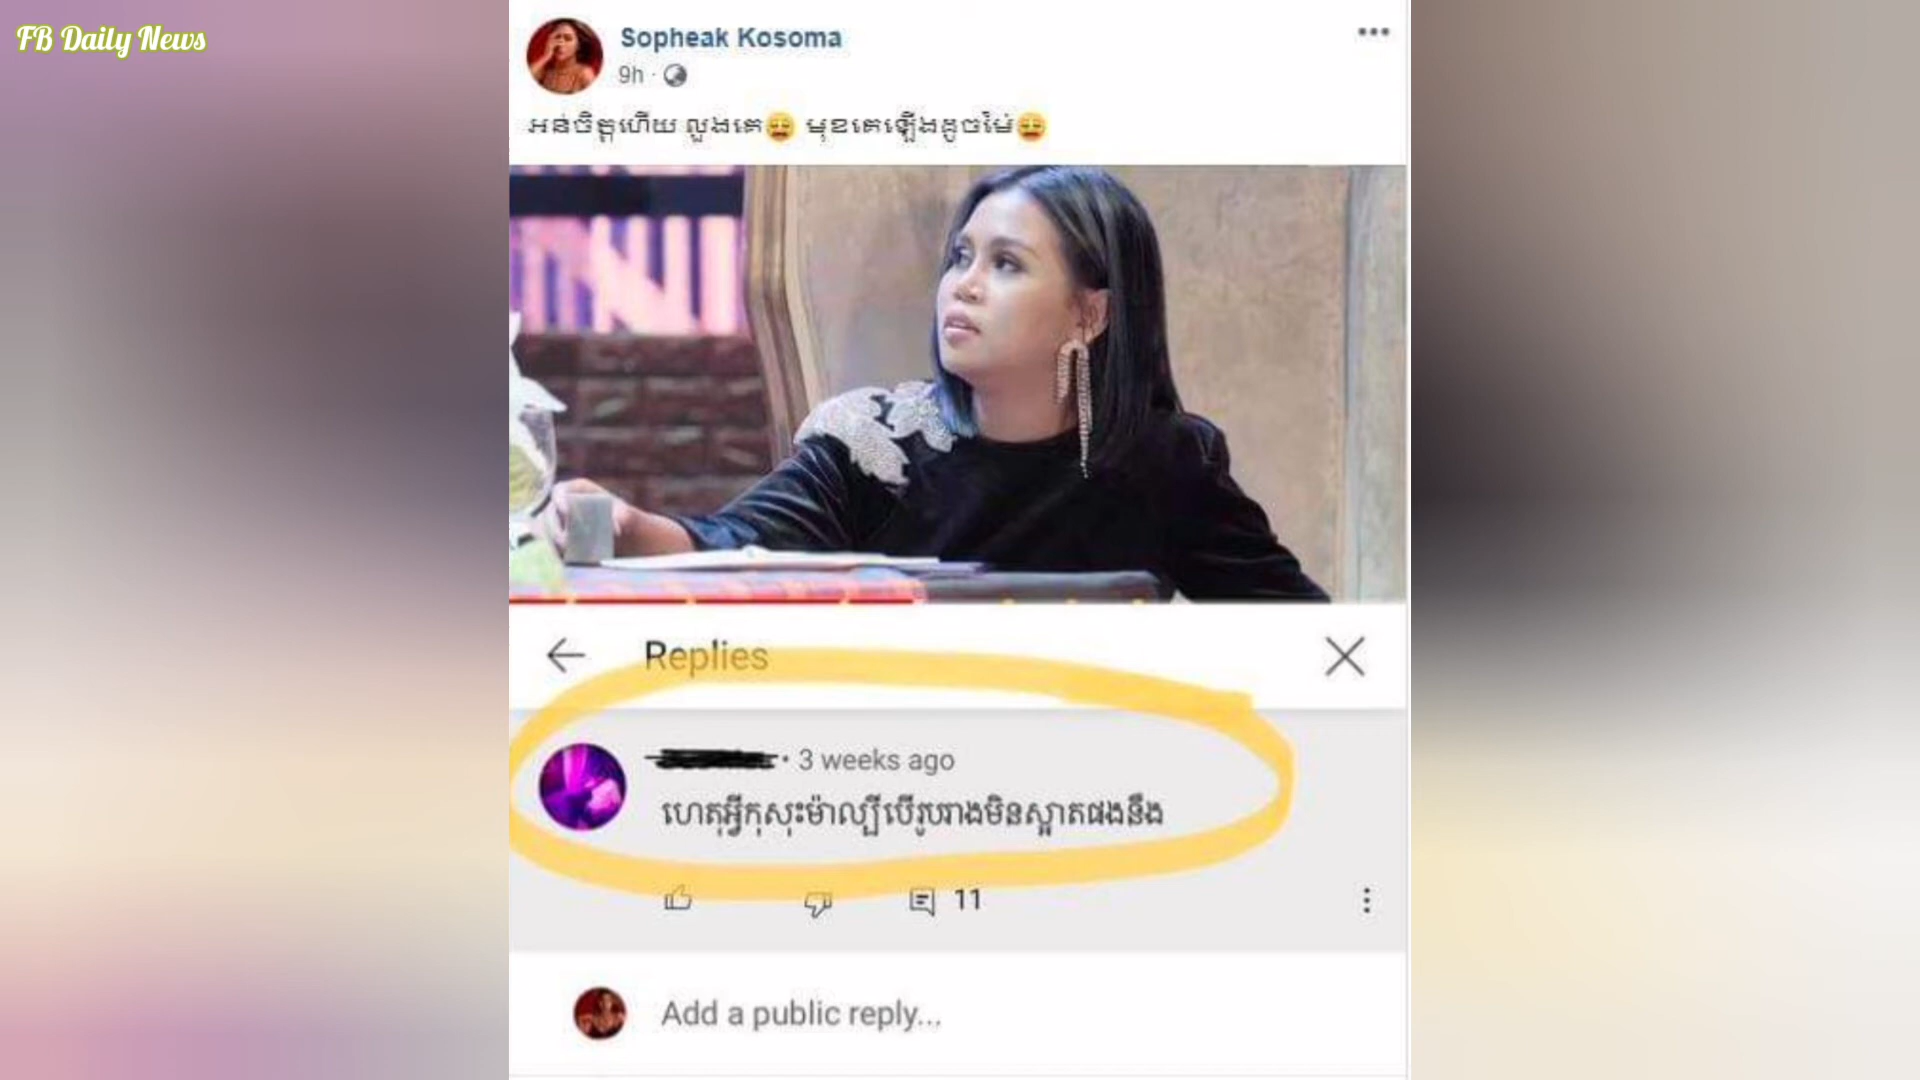 FB Daily News
Sopheak Kosoma
9h ·
អន់ចិត្តហើយ លួងគេ😩 មុខគេឡើងដូចម៉ែ😩
Replies
• 3 weeks ago
ហេតុអ្វីកុសុះម៉ាល្បីបើរូបរាងមិនស្អាតផងនឹង
11
Add a public reply...